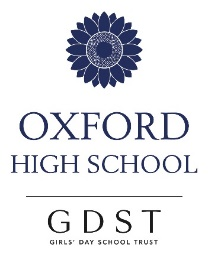 OXFORD
HIGH SCHOOL
GDST
GIRLS' DAY SCHOOL TRUST